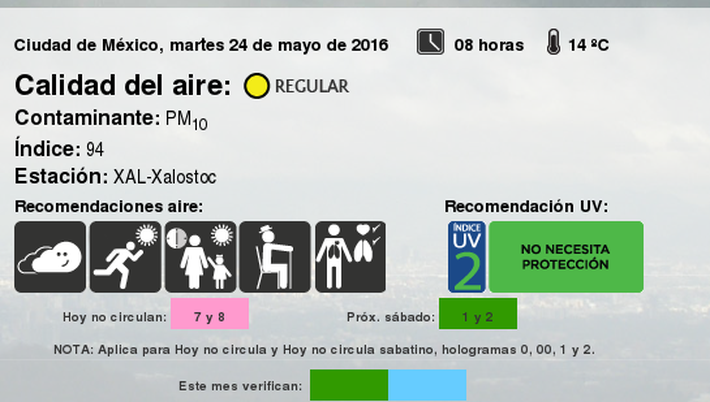 Ciudad de México, martes 24 de mayo de 2016 08 horas 14 ºC
Calidad del aire: REGULAR
Contaminante: PM10
Índice: 94
Estación: XAL-Xalostoc
Recomendaciones aire: Recomendación UV:
ÍNDICE
UV
2
NO NECESITA
PROTECCIÓN
Hoy no circulan: 7 y 8 Próx. sábado: 1 y 2
NOTA: Aplica para Hoy no circula y Hoy no circula sabatino, hologramas 0, 00, 1 y 2.
Este mes verifican: